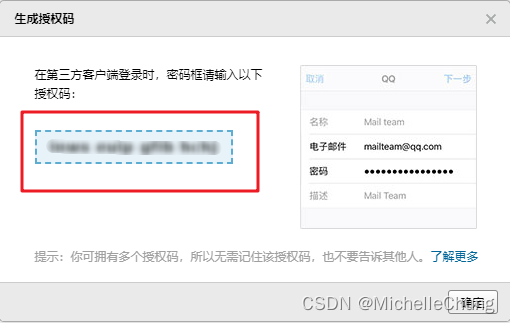 生成授权码
在第三方客户端登录时，密码框请输入以下
授权码：
取消 QQ 下一步
名称 Mail team
电子邮件 mailteam@qq.com
密码 ●●●●●●●●●●●●●●●●
描述 Mail Team
提示：你可拥有多个授权码，所以无需记住该授权码，也不要告诉其他人。了解更多
确定
CSDN @MichelleChung